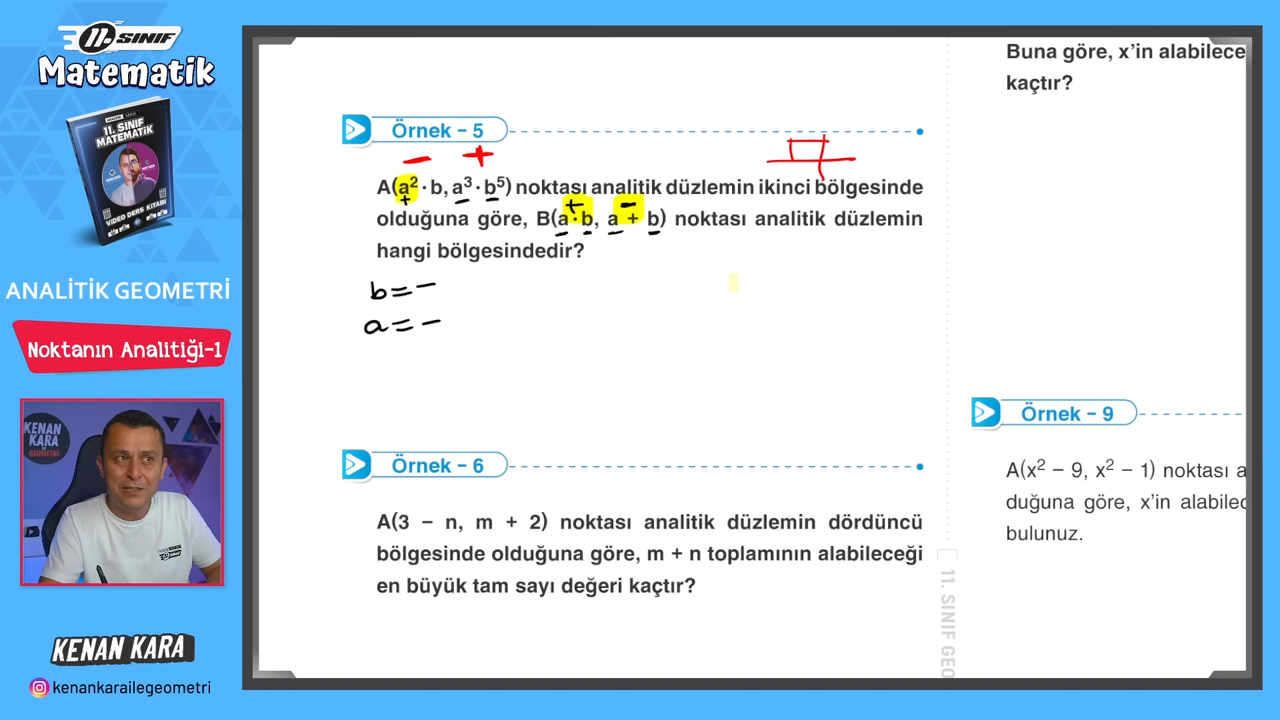 11. SINIF
Matematik
11. SINIF
MATEMATİK
VİDEO DERS KİTABI
ANALİTİK GEOMETRİ
Noktanın Analitiği-1
KENAN
KARA
GEOMETRİ
KENAN KARA
kenankarailegeometri
Örnek – 5
− +
A(a² · b, a³ · b⁵) noktası analitik düzlemin ikinci bölgesinde
+ − −
+ −
olduğuna göre, B(a · b, a + b) noktası analitik düzlemin
− − − −
hangi bölgesindedir?
b = −
a = −
Örnek – 6
A(3 – n, m + 2) noktası analitik düzlemin dördüncü
bölgesinde olduğuna göre, m + n toplamının alabileceği
en büyük tam sayı değeri kaçtır?
Buna göre, x’in alabilece
kaçtır?
Örnek – 9
A(x² – 9, x² – 1) noktası a
duğuna göre, x’in alabilec
bulunuz.
11. SINIF GEO